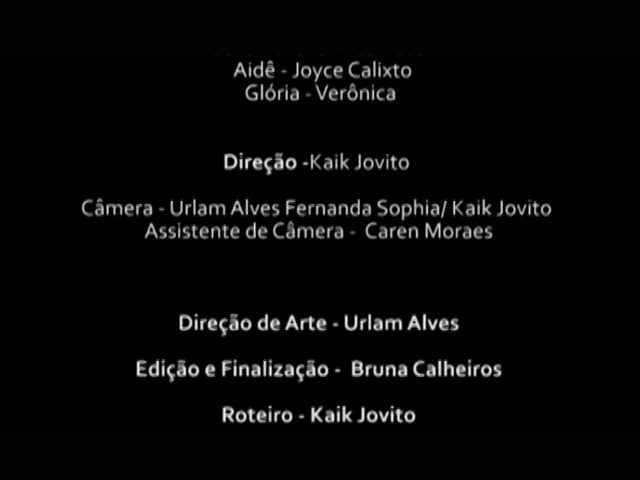 Aidê - Joyce Calixto
Glória - Verônica
Direção -Kaik Jovito
Câmera - Urlam Alves Fernanda Sophia/ Kaik Jovito
Assistente de Câmera - Caren Moraes
Direção de Arte - Urlam Alves
Edição e Finalização - Bruna Calheiros
Roteiro - Kaik Jovito